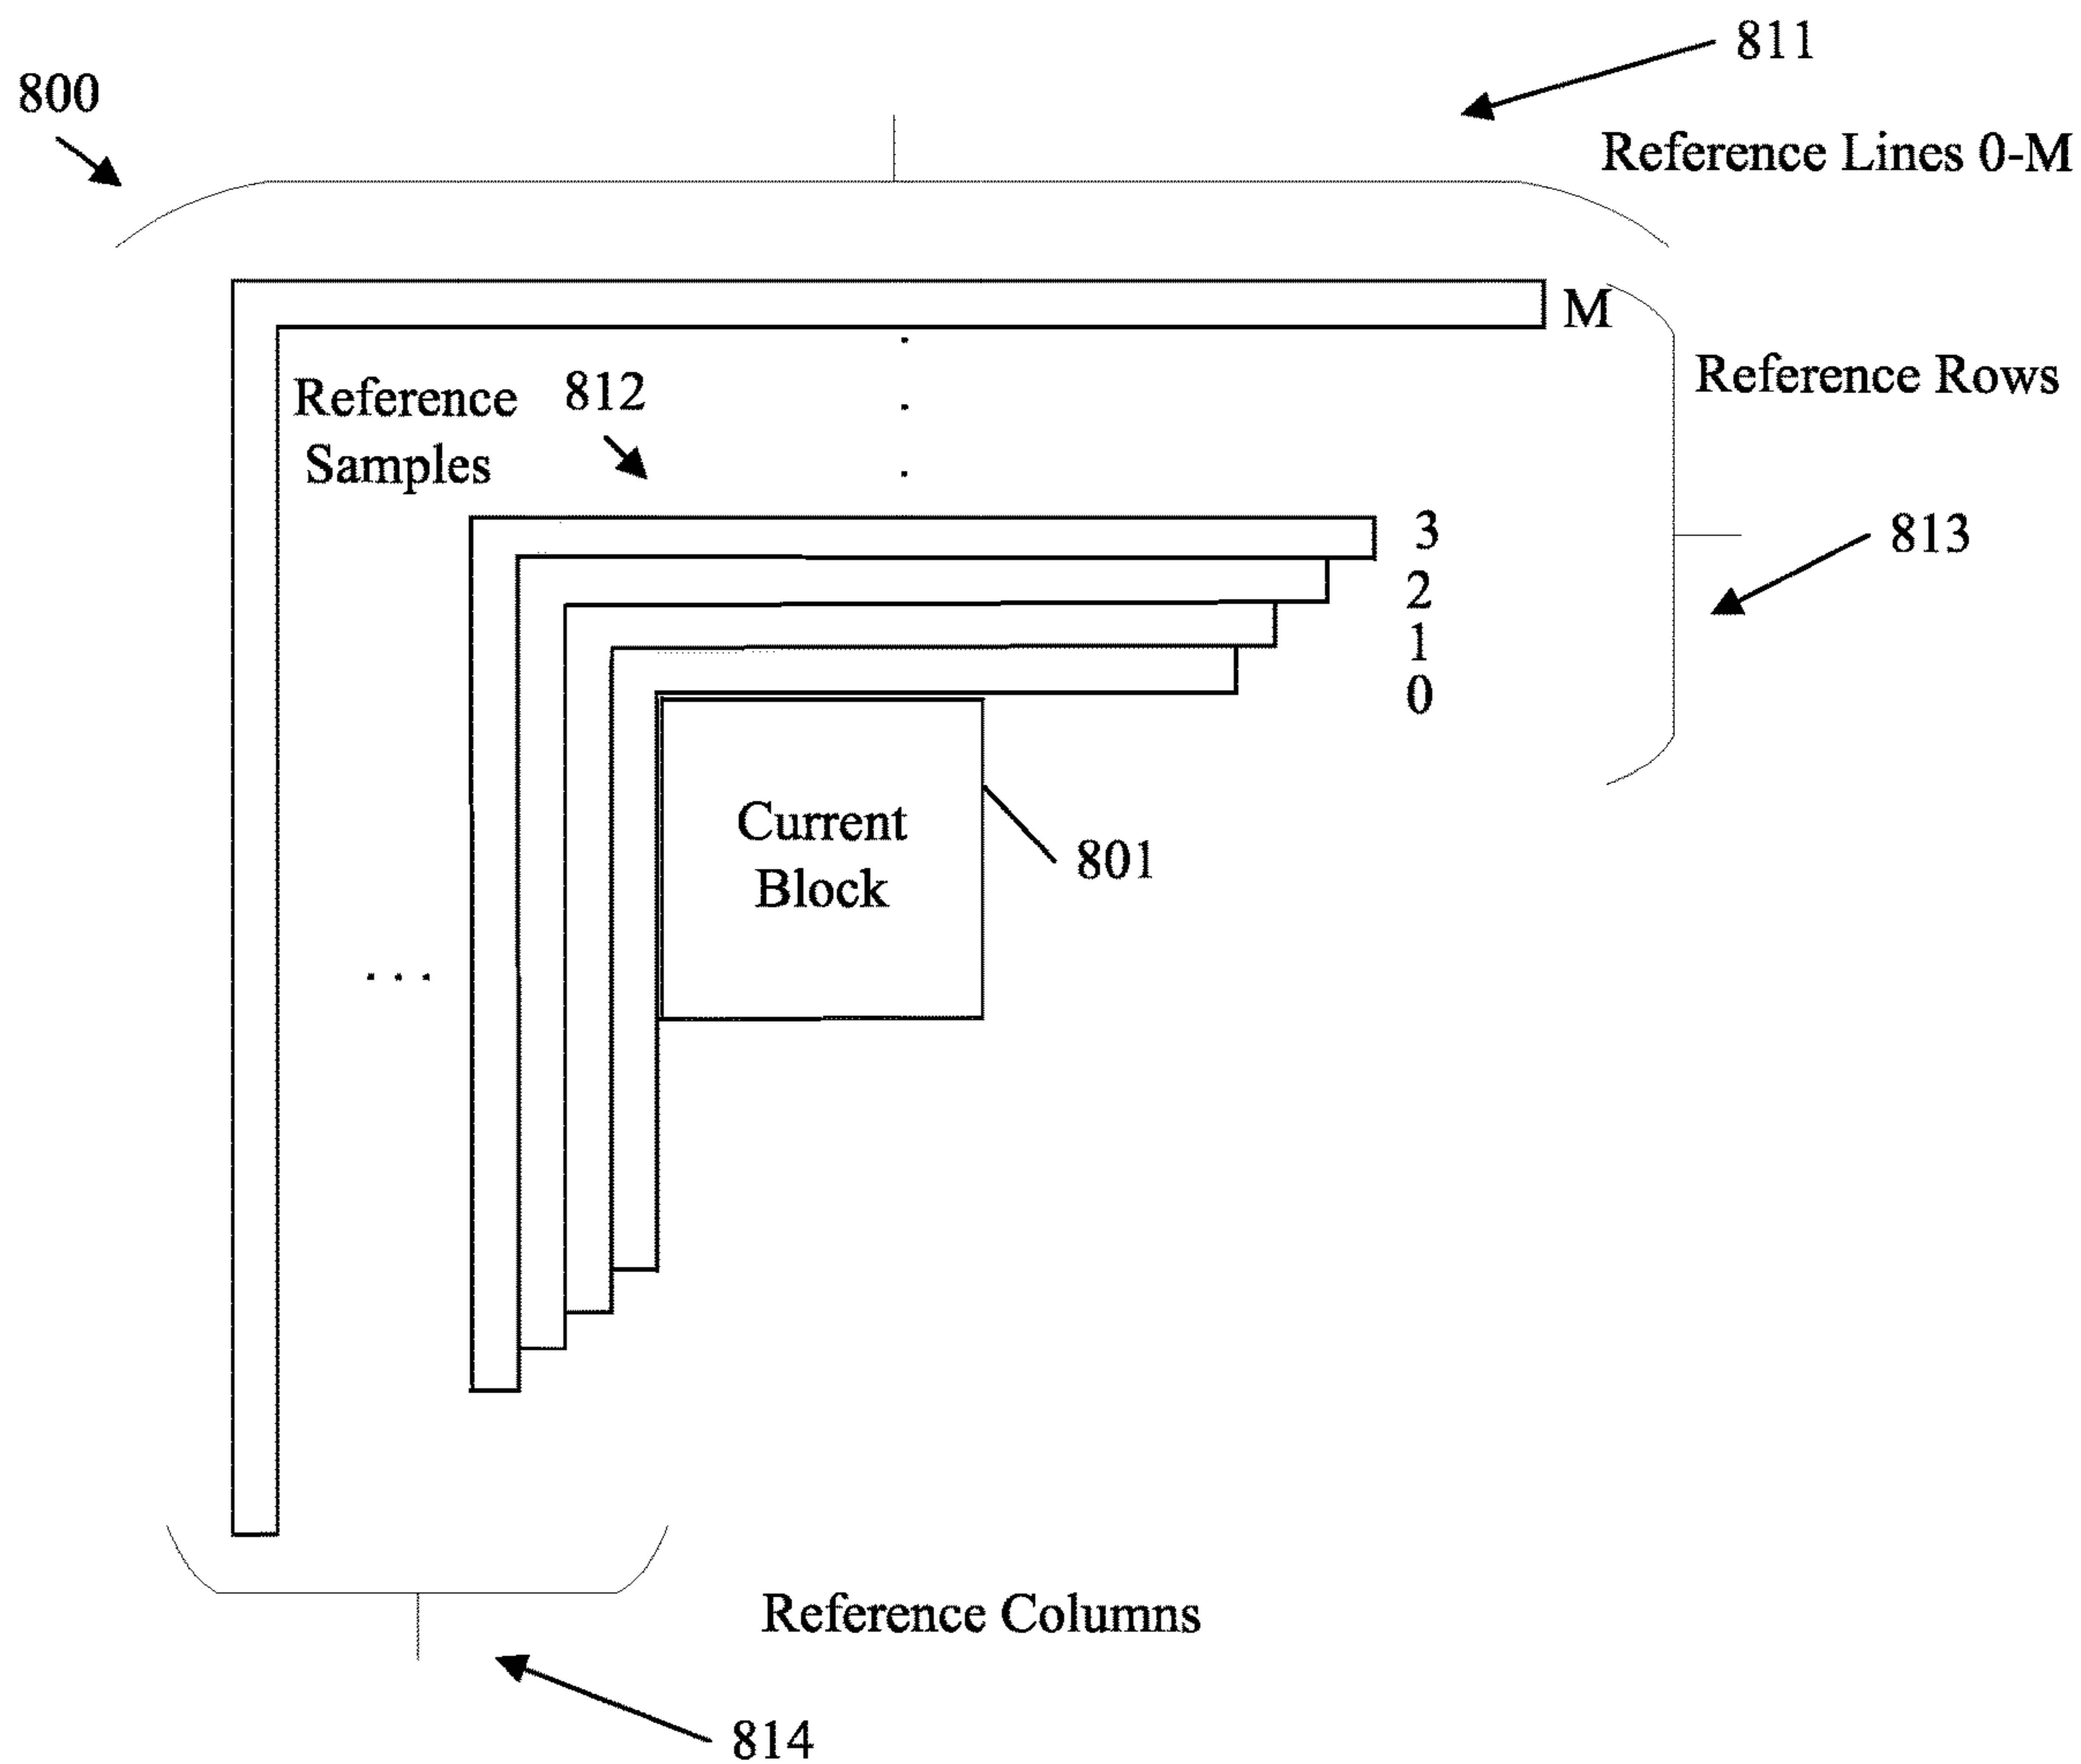 811
800
Reference Lines 0-M
M
Reference Rows
Reference
Samples
812
3
813
2
1
0
Current
Block
801
. . .
Reference Columns
814